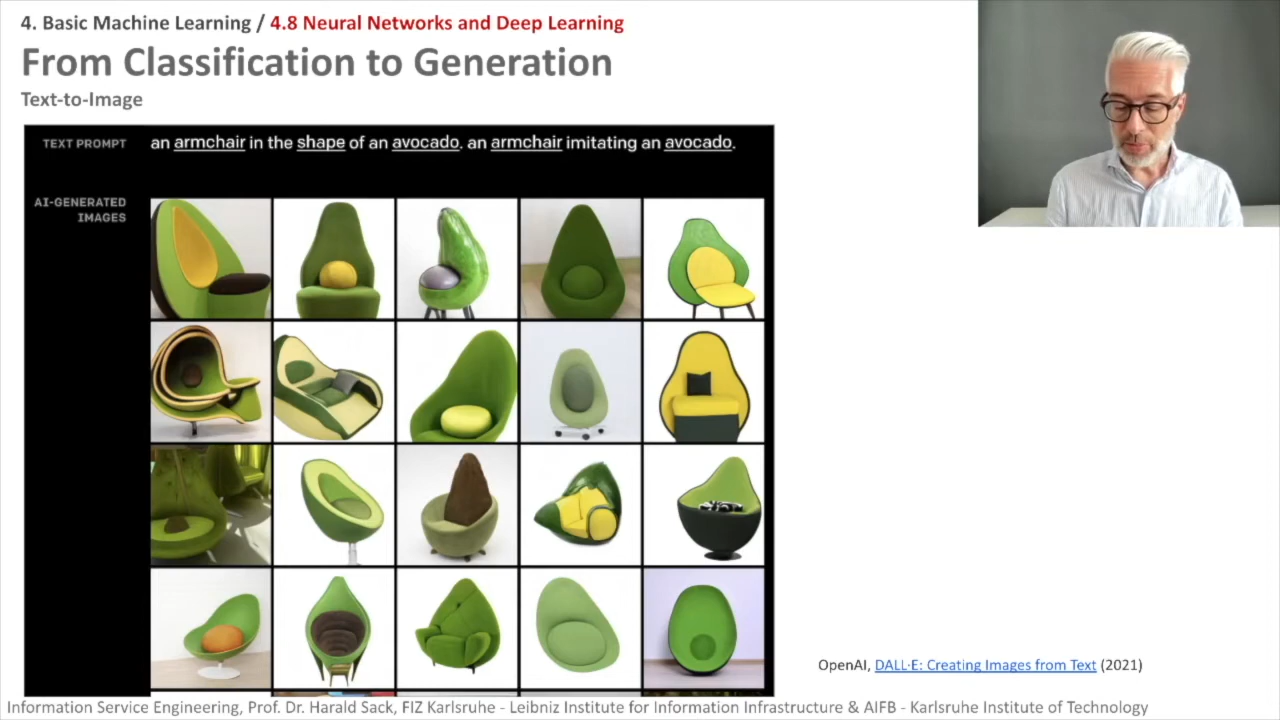 4. Basic Machine Learning / 4.8 Neural Networks and Deep Learning
From Classification to Generation
Text-to-Image
TEXT PROMPT
an armchair in the shape of an avocado. an armchair imitating an avocado.
AI-GENERATED
IMAGES
OpenAI, DALL·E: Creating Images from Text (2021)
Information Service Engineering, Prof. Dr. Harald Sack, FIZ Karlsruhe - Leibniz Institute for Information Infrastructure & AIFB - Karlsruhe Institute of Technology